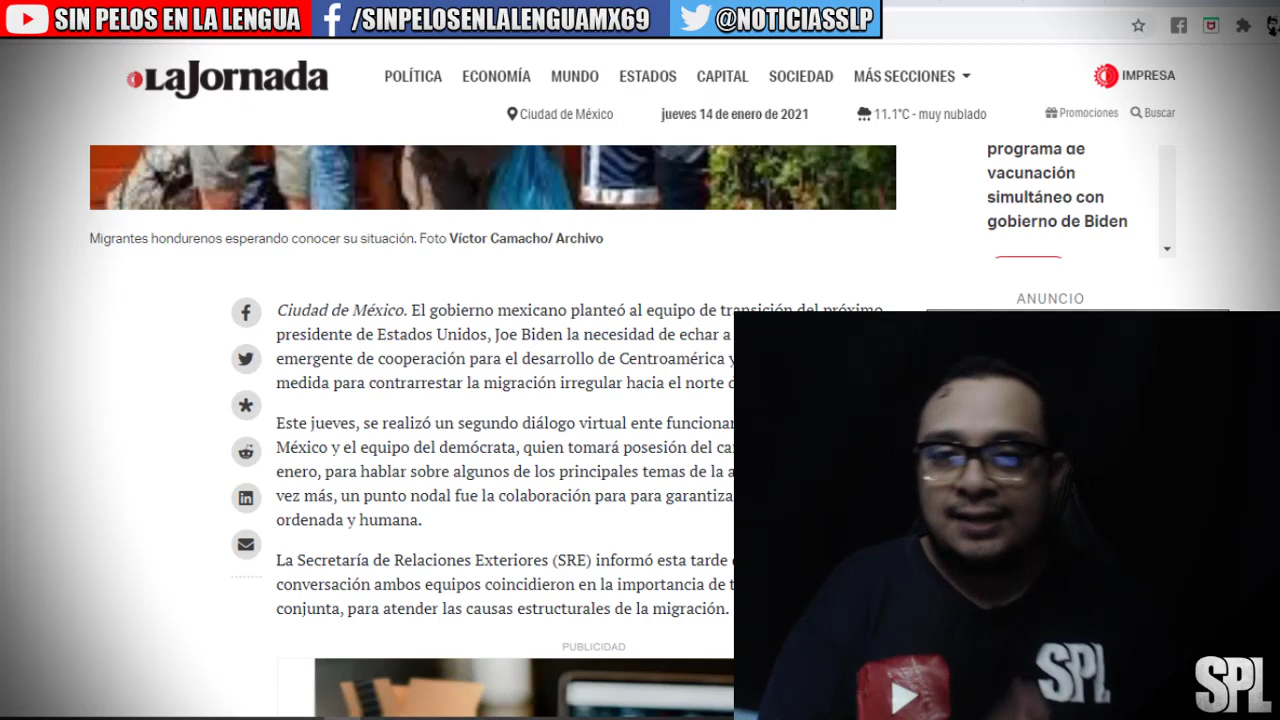 SIN PELOS EN LA LENGUA /SINPELOSENLALENGUAMX69 @NOTICIASSLP
LaJornada
POLÍTICA ECONOMÍA MUNDO ESTADOS CAPITAL SOCIEDAD MÁS SECCIONES IMPRESA
Ciudad de México jueves 14 de enero de 2021 11.1°C - muy nublado Promociones Buscar
programa de
vacunación
simultáneo con
gobierno de Biden
Migrantes hondurenos esperando conocer su situación. Foto Víctor Camacho/ Archivo
ANUNCIO
Ciudad de México. El gobierno mexicano planteó al equipo de transición del próximo
presidente de Estados Unidos, Joe Biden la necesidad de echar a
emergente de cooperación para el desarrollo de Centroamérica y
medida para contrarrestar la migración irregular hacia el norte
Este jueves, se realizó un segundo diálogo virtual ente
México y el equipo del demócrata, quien tomará posesión del
enero, para hablar sobre algunos de los principales temas de la
vez más, un punto nodal fue la colaboración para para
ordenada y humana.
La Secretaría de Relaciones Exteriores (SRE) informó esta tarde
conversación ambos equipos coincidieron en la importancia de
conjunta, para atender las causas estructurales de la migración.
PUBLICIDAD
SPL
SPL